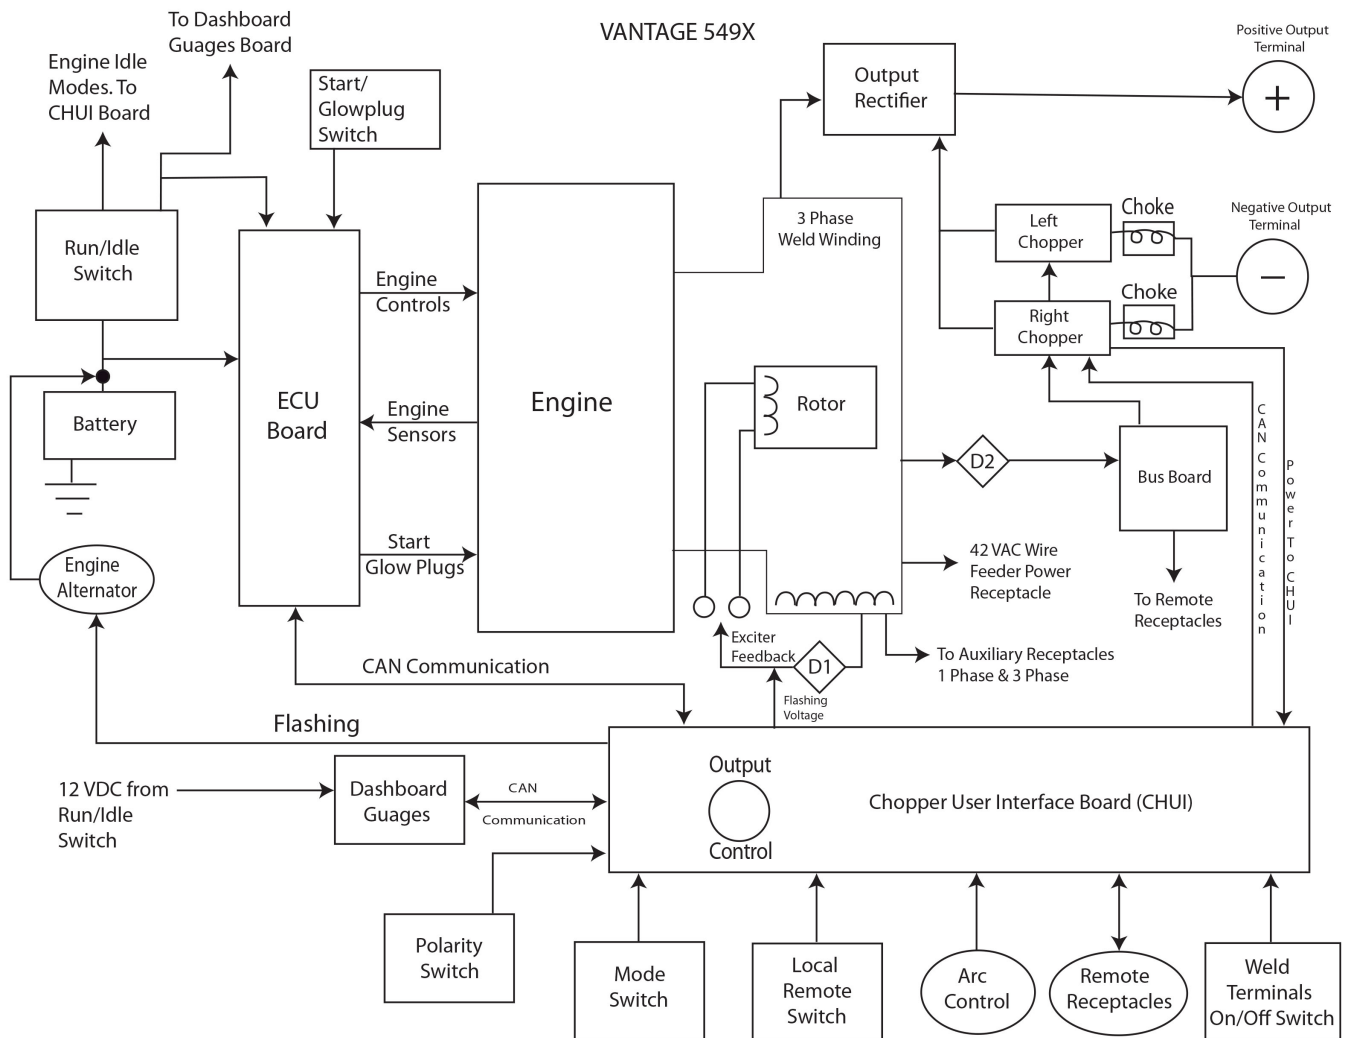 VANTAGE 549X
To Dashboard
Guages Board
Engine Idle
Modes. To
CHUI Board
Start/
Glowplug
Switch
Output
Rectifier
Positive Output
Terminal
+
Run/Idle
Switch
3 Phase
Weld Winding
Left
Chopper
Choke
Negative Output
Terminal
−
Engine
Controls
Right
Chopper
Choke
Battery
ECU
Board
Engine
Sensors
Engine
Rotor
D2
Bus Board
CAN Communication
Power To CHUI
Engine
Alternator
Start
Glow Plugs
42 VAC Wire
Feeder Power
Receptacle
To Remote
Receptacles
Exciter
Feedback
D1
To Auxiliary Receptacles
1 Phase & 3 Phase
CAN Communication
Flashing
Voltage
Flashing
12 VDC from
Run/Idle
Switch
Dashboard
Guages
CAN
Communication
Output
Control
Chopper User Interface Board (CHUI)
Polarity
Switch
Mode
Switch
Local
Remote
Switch
Arc
Control
Remote
Receptacles
Weld
Terminals
On/Off Switch